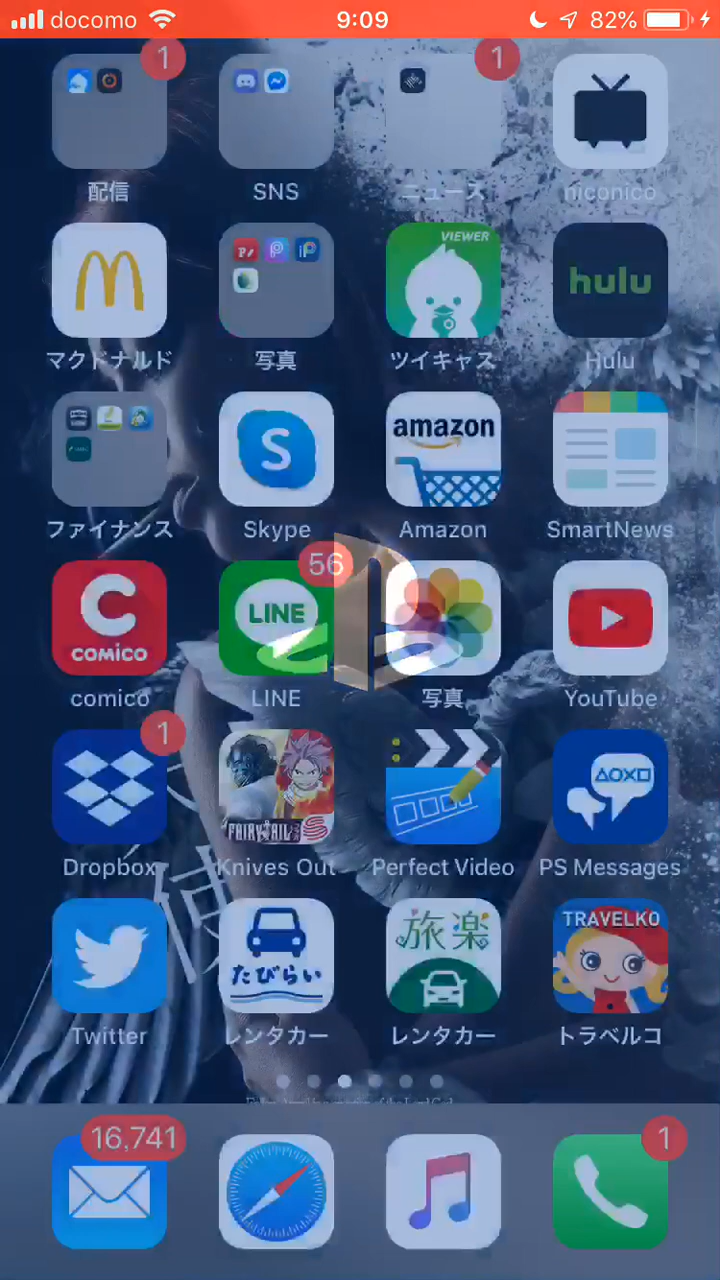 docomo 9:09 82%
1 1
配信 SNS ニュース niconico
VIEWER
hulu
マクドナルド 写真 ツイキャス Hulu
S amazon
ファイナンス Skype Amazon SmartNews
56
C LINE
COMICO
comico LINE 写真 YouTube
1
FAIRY TAIL
Dropbox Knives Out Perfect Video PS Messages
旅楽 TRAVELKO
たびらい
Twitter レンタカー レンタカー トラベルコ
使
16,741 1